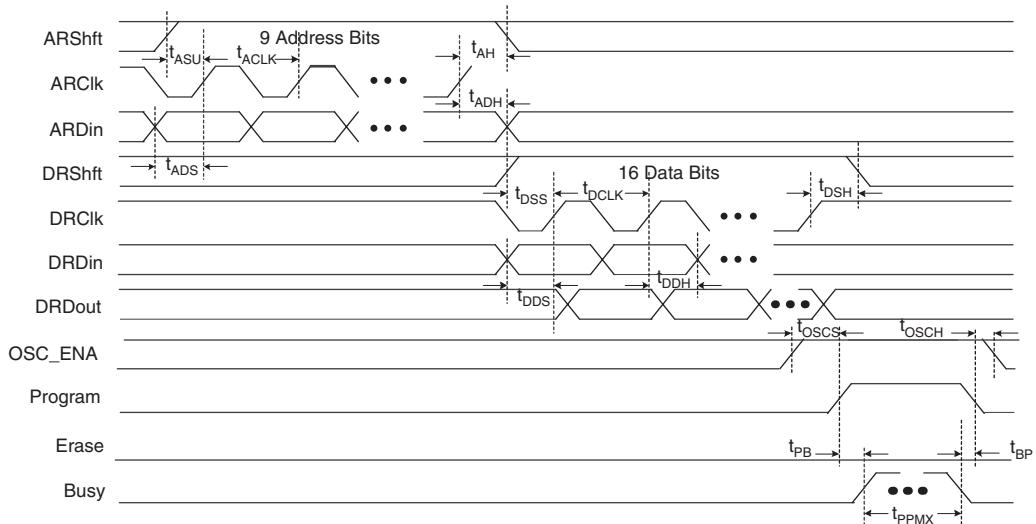 ARShft
9 Address Bits
tASU
tACLK
tAH
ARClk
tADH
ARDin
tADS
DRShft
16 Data Bits
tDSS
tDCLK
tDSH
DRClk
DRDin
tDDS
tDDH
DRDout
tOSCS
tOSCH
OSC_ENA
Program
Erase
tPB
tBP
Busy
tPPMX